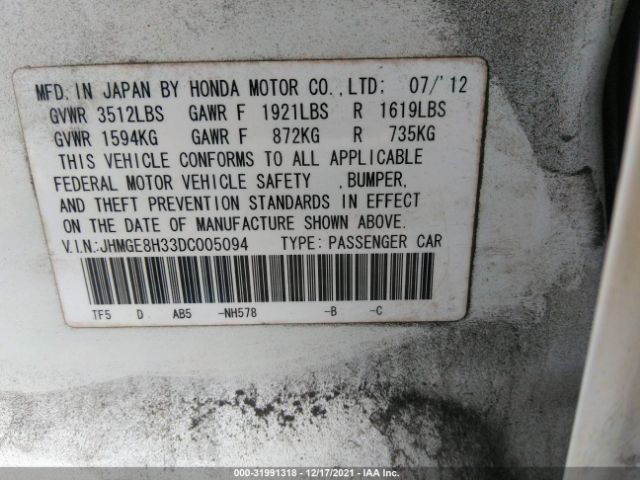 MFD. IN JAPAN BY HONDA MOTOR CO.,LTD: 07/'12
GVWR 3512LBS GAWR F 1921LBS R 1619LBS
GVWR 1594KG GAWR F 872KG R 735KG
THIS VEHICLE CONFORMS TO ALL APPLICABLE
FEDERAL MOTOR VEHICLE SAFETY ,BUMPER,
AND THEFT PREVENTION STANDARDS IN EFFECT
ON THE DATE OF MANUFACTURE SHOWN ABOVE.
V.I.N.:JHMGE8H33DC005094 TYPE: PASSENGER CAR
TF5 D AB5 -NH578 -B -C
000-31991318 - 12/17/2021 - IAA Inc.